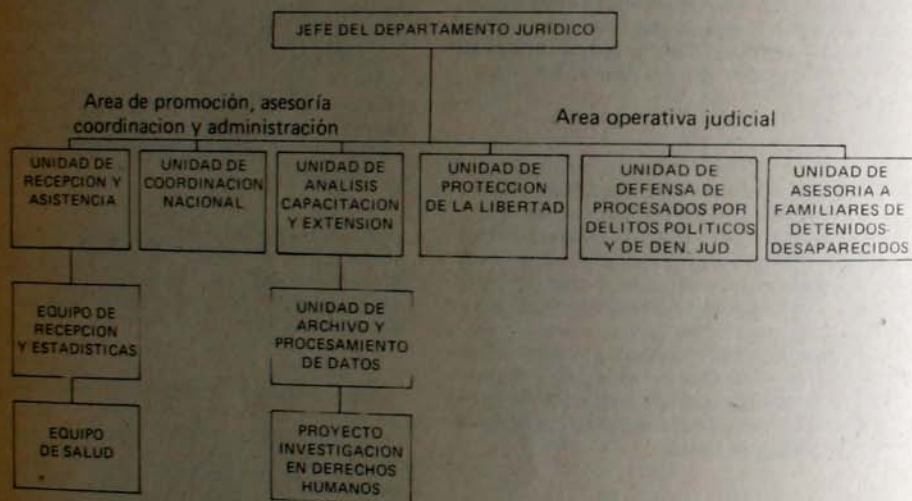 JEFE DEL DEPARTAMENTO JURIDICO
Area de promoción, asesoría
coordinacion y administración
Area operativa judicial
UNIDAD DE
RECEPCION Y
ASISTENCIA
UNIDAD DE
COORDINACION
NACIONAL
UNIDAD DE
ANALISIS
CAPACITACION
Y EXTENSION
UNIDAD DE
PROTECCION
DE LA LIBERTAD
UNIDAD DE
DEFENSA DE
PROCESADOS POR
DELITOS POLITICOS
Y DE DEN. JUD
UNIDAD DE
ASESORIA A
FAMILIARES DE
DETENIDOS-
DESAPARECIDOS
EQUIPO DE
RECEPCION
Y ESTADISTICAS
UNIDAD DE
ARCHIVO Y
PROCESAMIENTO
DE DATOS
EQUIPO
DE SALUD
PROYECTO
INVESTIGACION
EN DERECHOS
HUMANOS